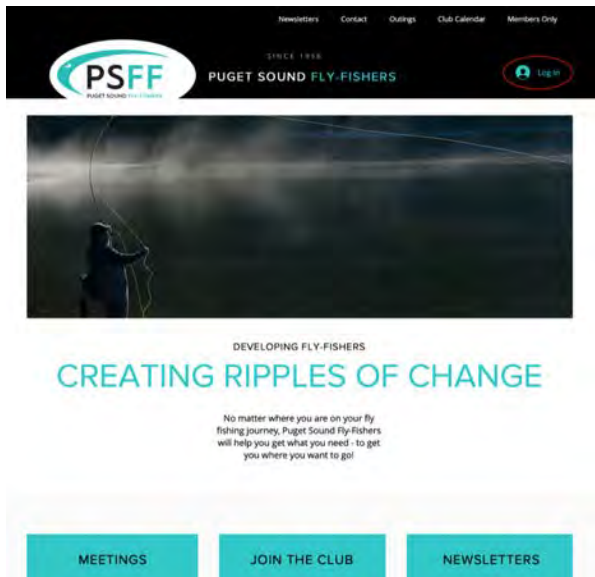 Newsletters Contact Outings Club Calendar Members Only
SINCE 1956
PSFF
PUGET SOUND FLY-FISHERS
PUGET SOUND FLY-FISHERS
Log In
DEVELOPING FLY-FISHERS
CREATING RIPPLES OF CHANGE
No matter where you are on your fly
fishing journey, Puget Sound Fly-Fishers
will help you get what you need - to get
you where you want to go!
MEETINGS JOIN THE CLUB NEWSLETTERS